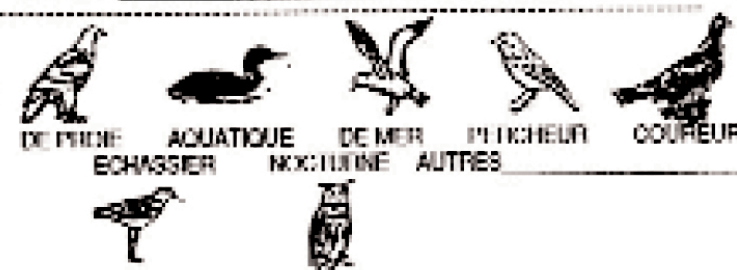 DE PROIE AQUATIQUE DE MER PERCHEUR COUREUR
ECHASSIER NOCTURNE AUTRES